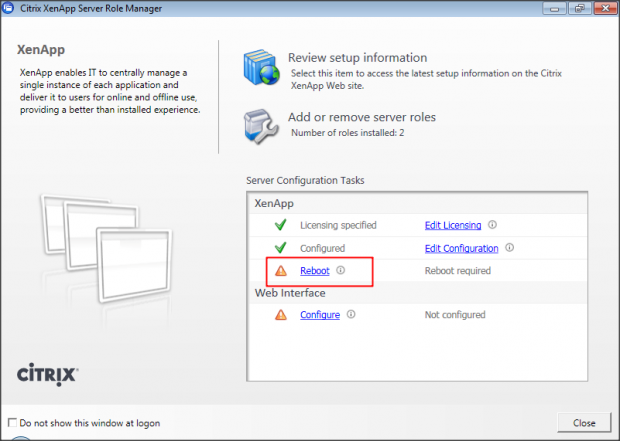 Citrix XenApp Server Role Manager
XenApp
XenApp enables IT to centrally manage a
single instance of each application and
deliver it to users for online and offline use,
providing a better than installed experience.
Review setup information
Select this item to access the latest setup information on the Citrix
XenApp Web site.
Add or remove server roles
Number of roles installed: 2
Server Configuration Tasks
XenApp
Licensing specified Edit Licensing
Configured Edit Configuration
Reboot Reboot required
Web Interface
Configure Not configured
CITRIX
Do not show this window at logon
Close